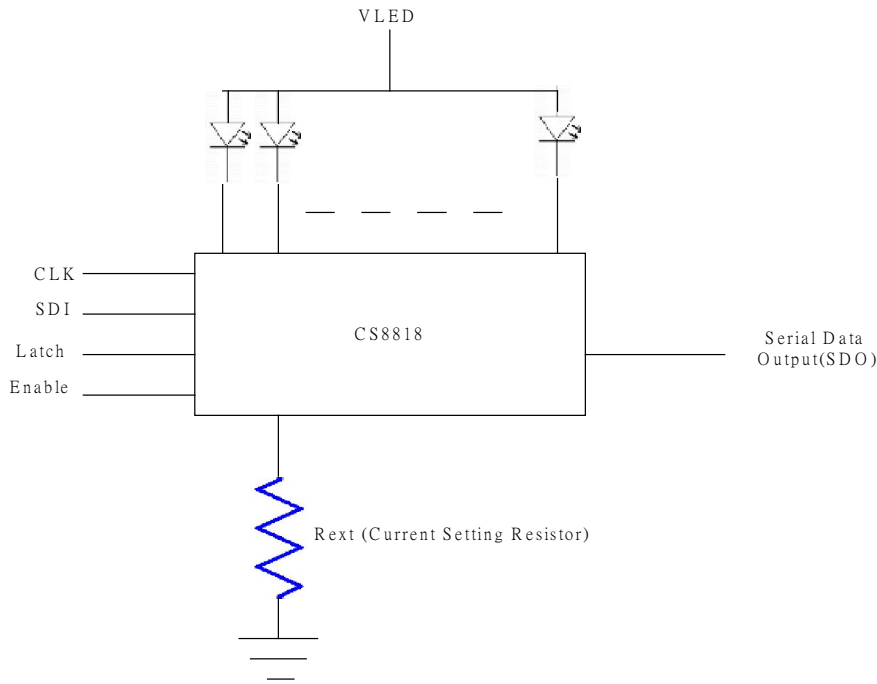 VLED
CLK
SDI
Latch
Enable
CS8818
Serial Data
Output(SDO)
Rext (Current Setting Resistor)